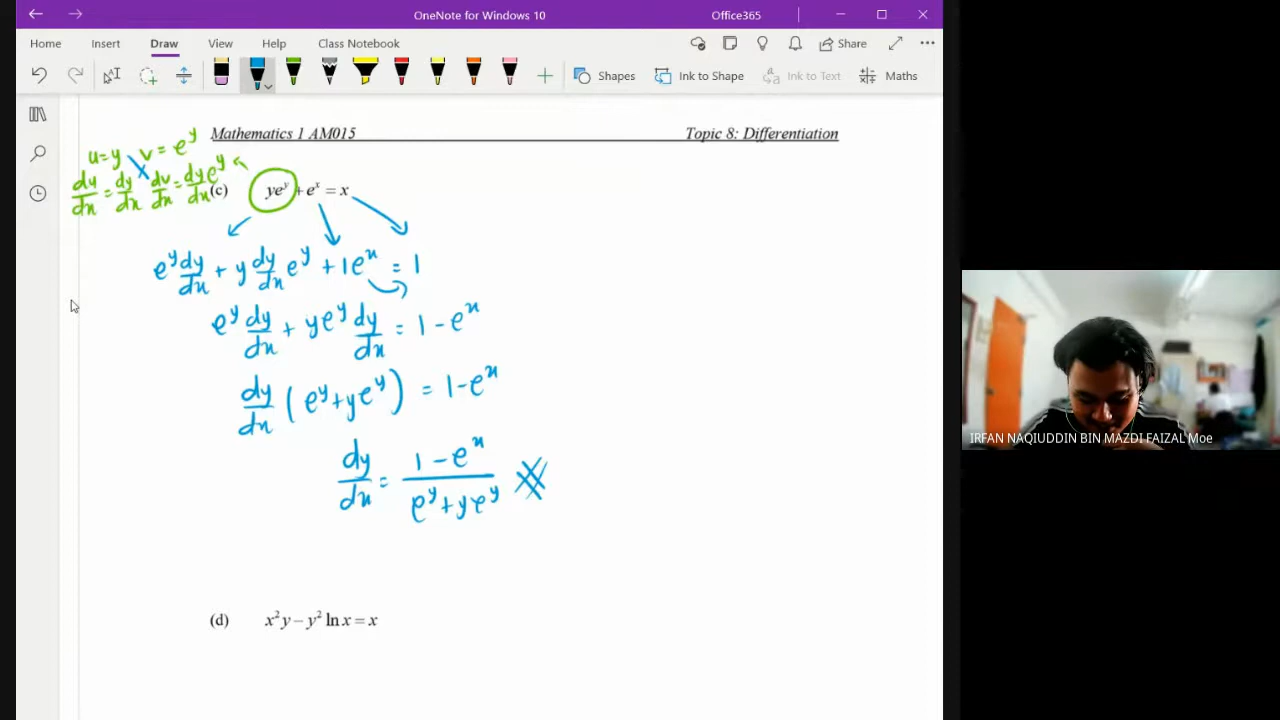 OneNote for Windows 10
Office365
Home Insert Draw View Help Class Notebook
Share
Shapes Ink to Shape Ink to Text Maths
Mathematics 1 AM015 Topic 8: Differentiation
u=y v=e^y
du/dx = dy/dx dv/dx = dy/dx e^y
(c) ye^y + e^x = x
e^y dy/dx + y dy/dx e^y + 1e^x = 1
e^y dy/dx + ye^y dy/dx = 1 - e^x
dy/dx (e^y + ye^y) = 1 - e^x
dy/dx = 1 - e^x / e^y + ye^y
(d) x²y − y² ln x = x
IRFAN NAQIUDDIN BIN MAZDI FAIZAL Moe